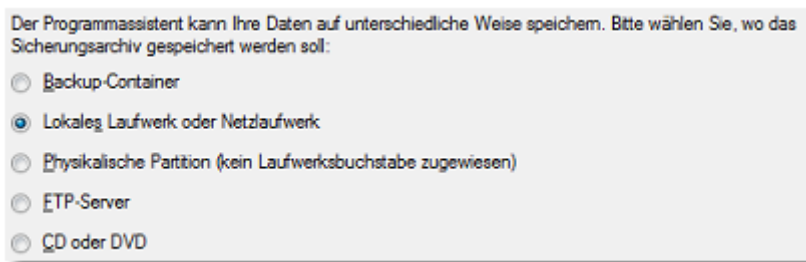 Der Programmassistent kann Ihre Daten auf unterschiedliche Weise speichern. Bitte wählen Sie, wo das
Sicherungsarchiv gespeichert werden soll:
Backup-Container
Lokales Laufwerk oder Netzlaufwerk
Physikalische Partition (kein Laufwerksbuchstabe zugewiesen)
FTP-Server
CD oder DVD